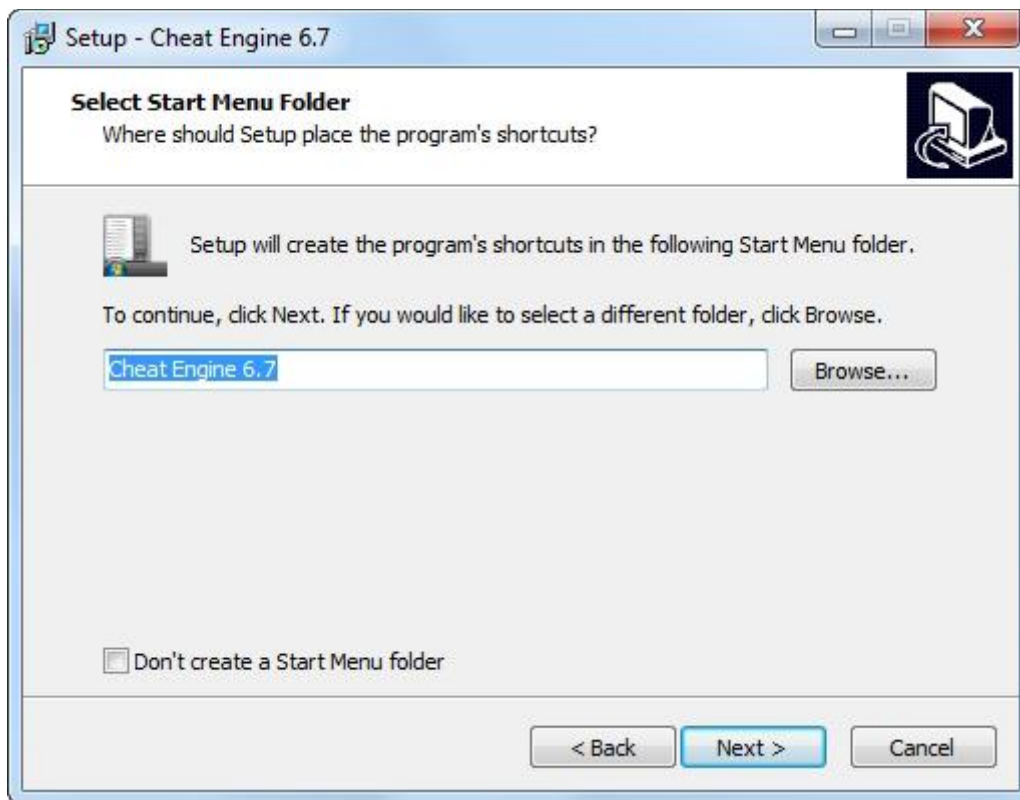 Setup - Cheat Engine 6.7
Select Start Menu Folder
Where should Setup place the program's shortcuts?
Setup will create the program's shortcuts in the following Start Menu folder.
To continue, click Next. If you would like to select a different folder, click Browse.
Cheat Engine 6.7
Browse...
Don't create a Start Menu folder
< Back
Next >
Cancel